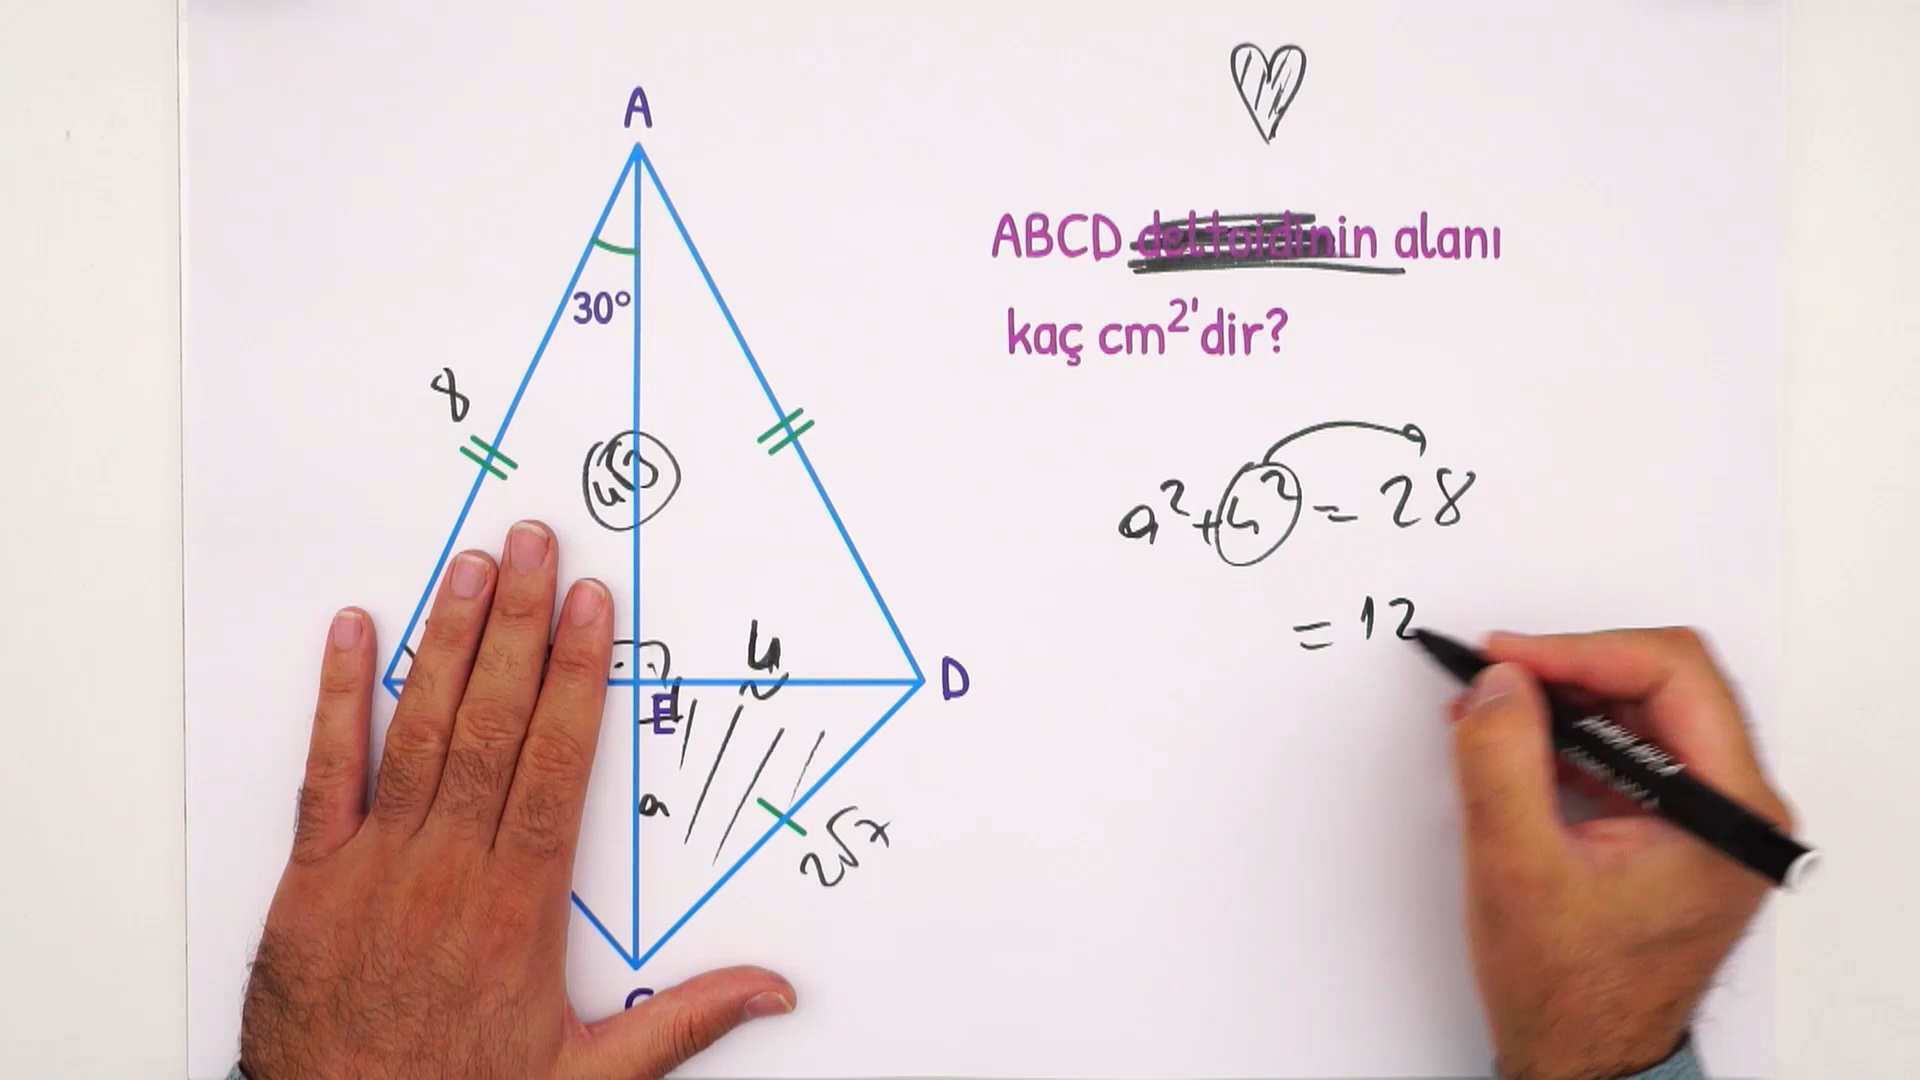 A
ABCD deltoidinin alanı
30°
kaç cm²'dir?
8
4√3
a²+4²=28
=12
4
D
E
a
2√7